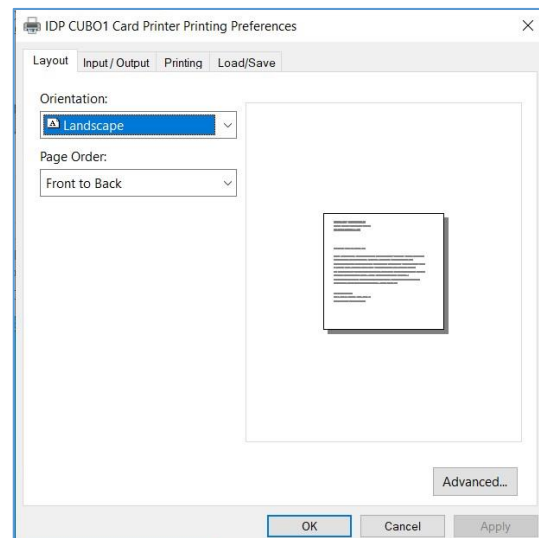 IDP CUBO1 Card Printer Printing Preferences
Layout Input / Output Printing Load/Save
Orientation:
Landscape
Page Order:
Front to Back
Advanced...
OK Cancel Apply